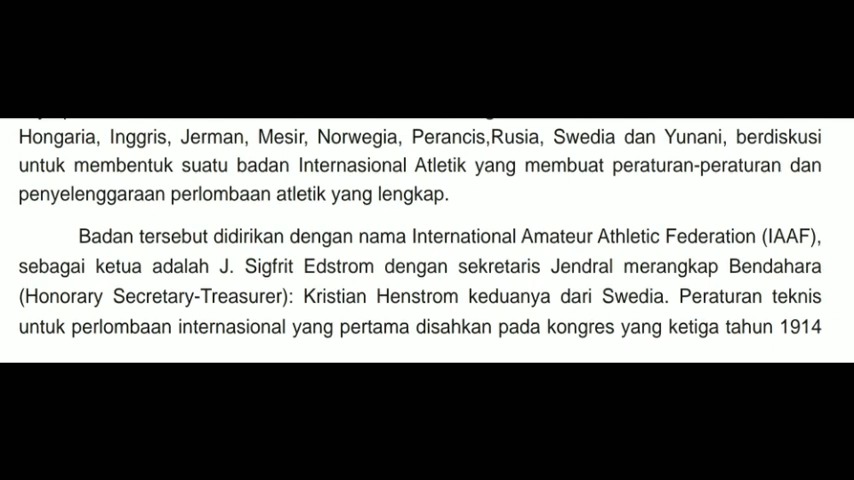 Hongaria, Inggris, Jerman, Mesir, Norwegia, Perancis,Rusia, Swedia dan Yunani, berdiskusi
untuk membentuk suatu badan Internasional Atletik yang membuat peraturan-peraturan dan
penyelenggaraan perlombaan atletik yang lengkap.
Badan tersebut didirikan dengan nama International Amateur Athletic Federation (IAAF),
sebagai ketua adalah J. Sigfrit Edstrom dengan sekretaris Jendral merangkap Bendahara
(Honorary Secretary-Treasurer): Kristian Henstrom keduanya dari Swedia. Peraturan teknis
untuk perlombaan internasional yang pertama disahkan pada kongres yang ketiga tahun 1914